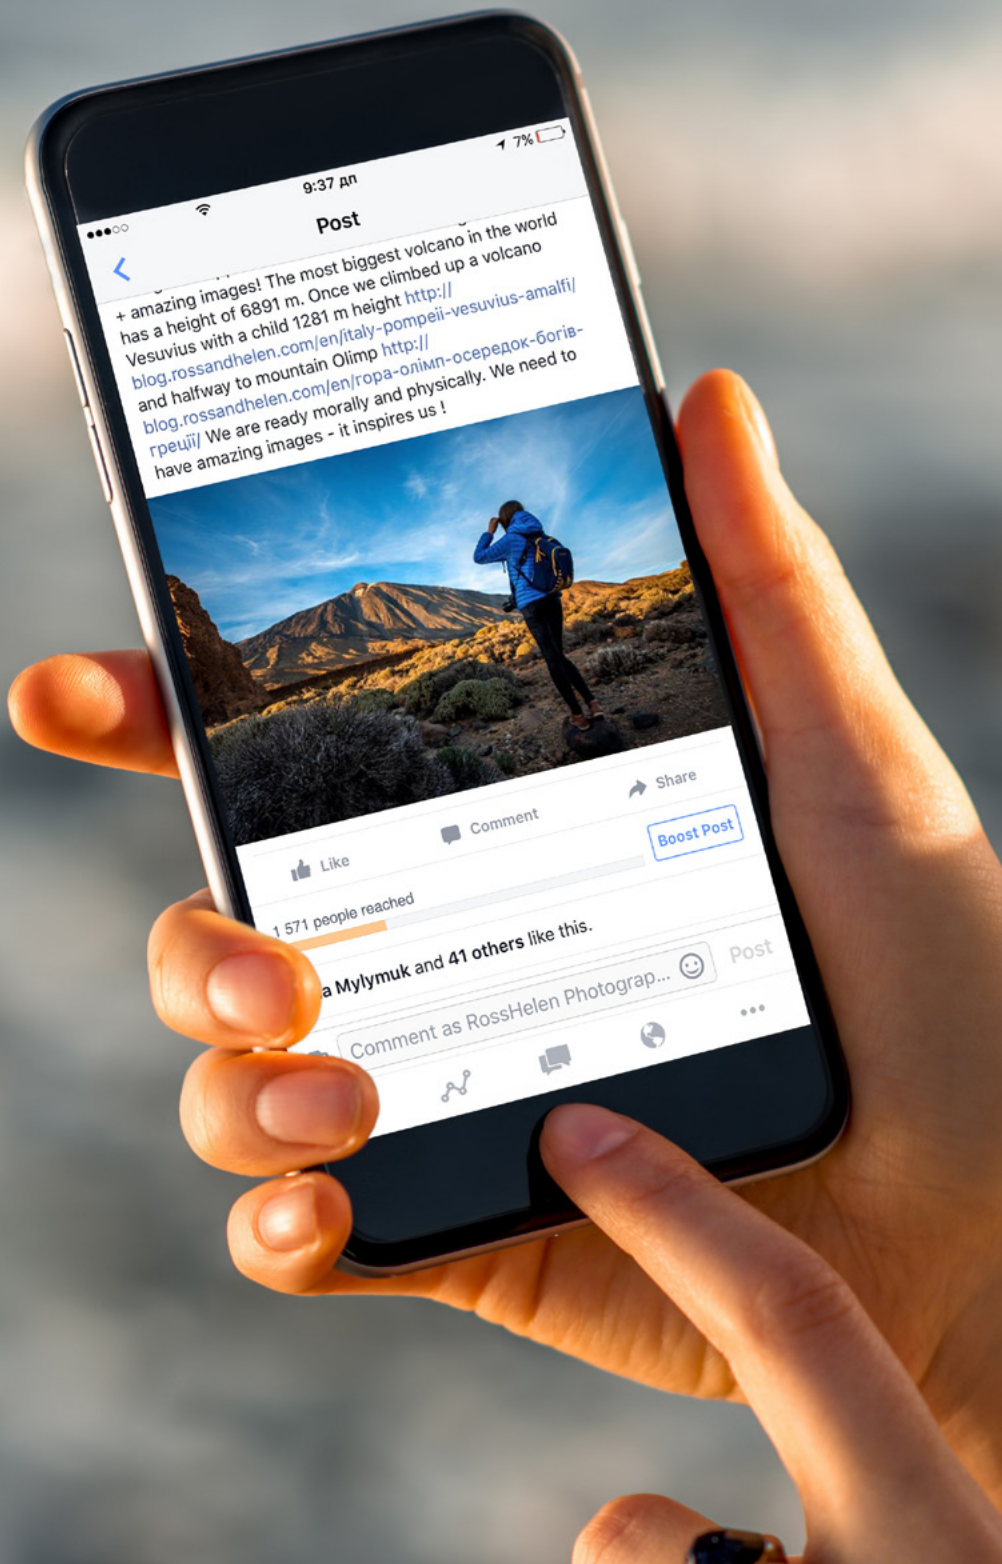 7%
9:37 дп
Post
+ amazing images! The most biggest volcano in the world
has a height of 6891 m. Once we climbed up a volcano
Vesuvius with a child 1281 m height http://
blog.rossandhelen.com/en/italy-pompeii-vesuvius-amalfi/
and halfway to mountain Olimp http://
blog.rossandhelen.com/en/гора-олімп-осередок-богів-
греції/ We are ready morally and physically. We need to
have amazing images - it inspires us !
Like
Comment
Share
1 571 people reached
Boost Post
a Mylymuk and 41 others like this.
Comment as RossHelen Photograp...
Post